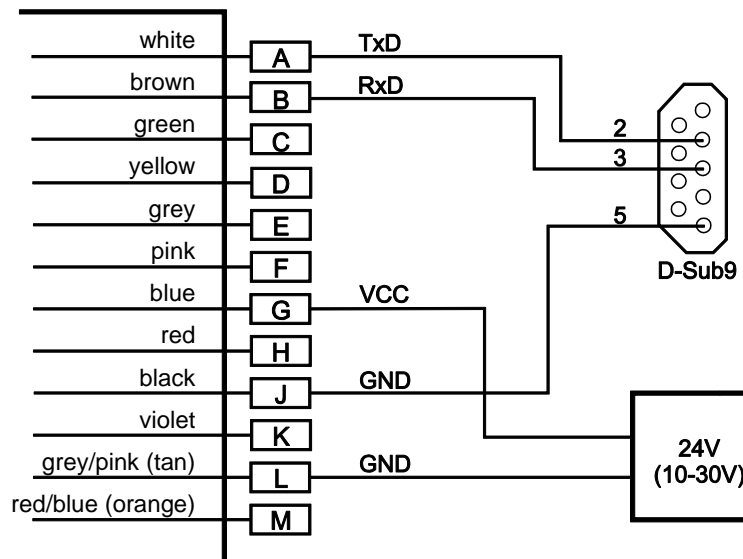 white A TxD
brown B RxD
green C
2
yellow D
3
grey E
5
pink F
D-Sub9
blue G VCC
red H
black J GND
violet K
24V
grey/pink (tan) L GND
(10-30V)
red/blue (orange) M